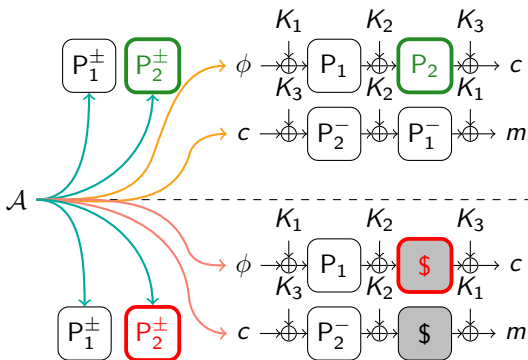 K₁ K₂ K₃
P₁± P₂± ϕ P₁ P₂ c
K₃ K₂ K₁
c P₂⁻ P₁⁻ m
𝒜
K₁ K₂ K₃
ϕ P₁ $ c
K₃ K₂ K₁
P₁± P₂± c P₂⁻ $ m